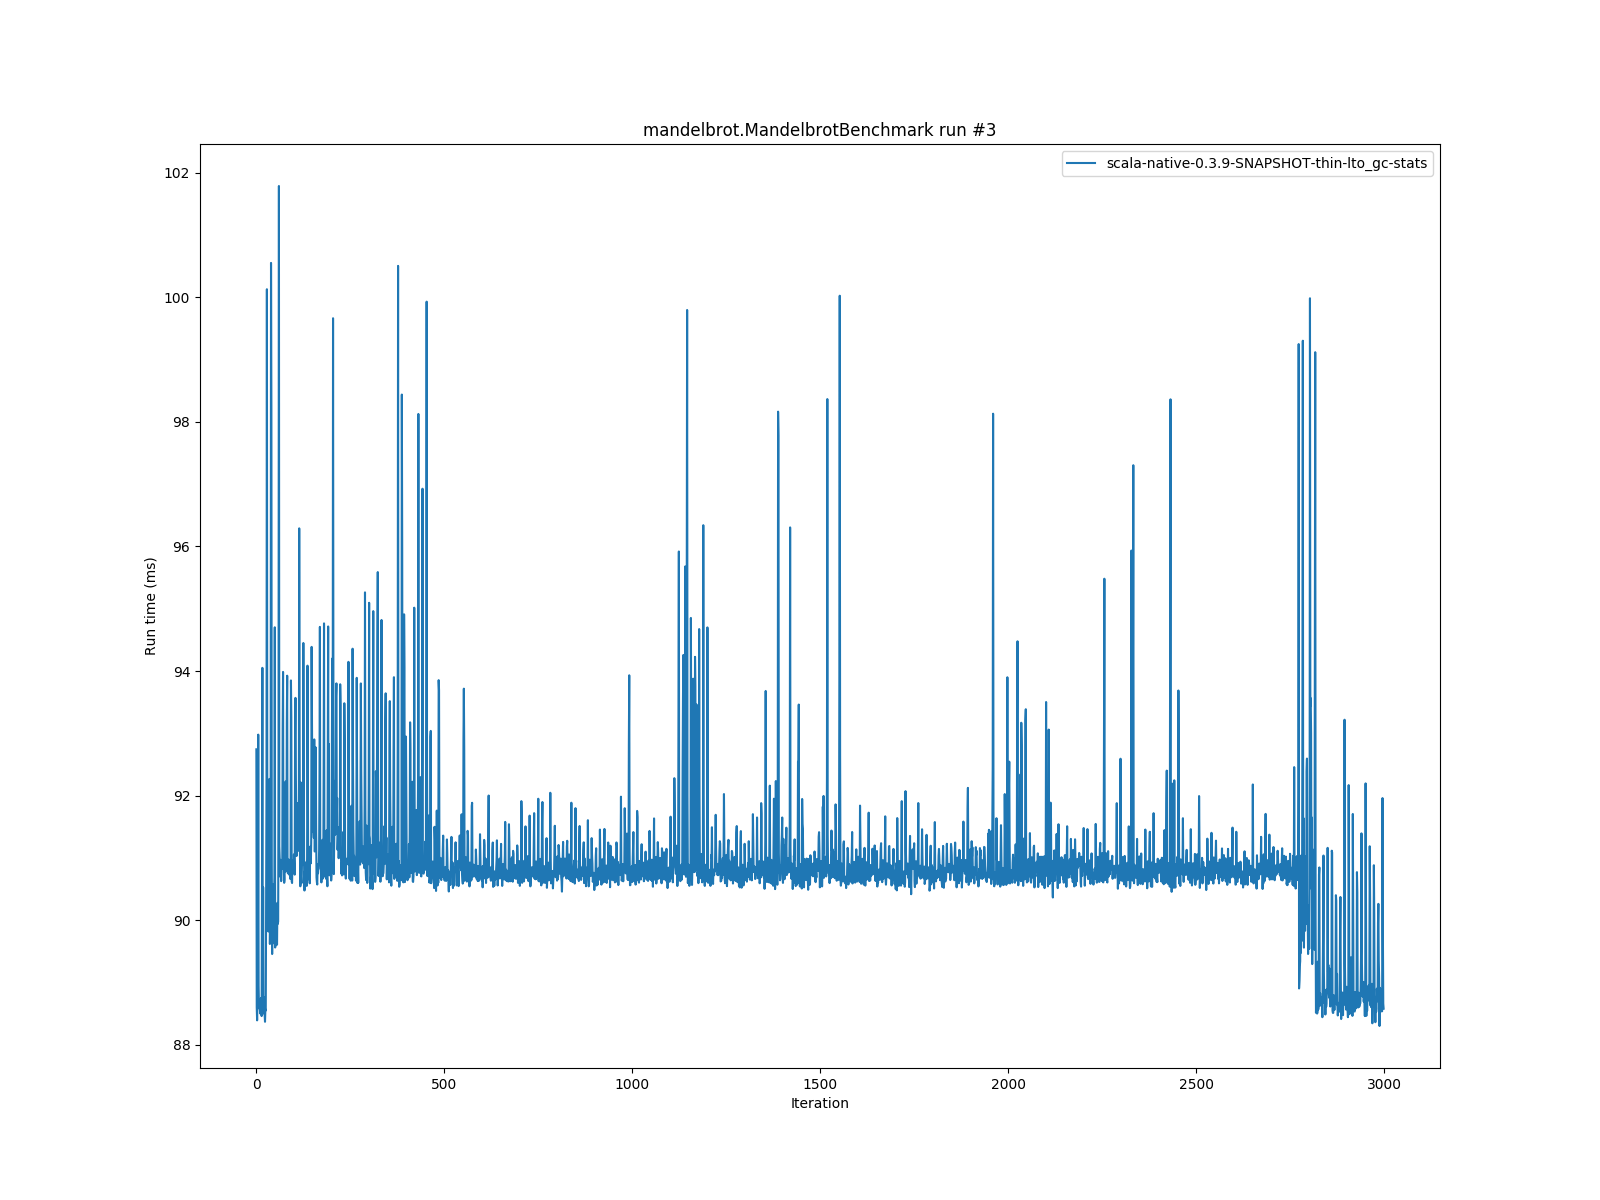 mandelbrot.MandelbrotBenchmark run #3
scala-native-0.3.9-SNAPSHOT-thin-lto_gc-stats
102
100
98
96
94
92
90
88
Run time (ms)
0 500 1000 1500 2000 2500 3000
Iteration